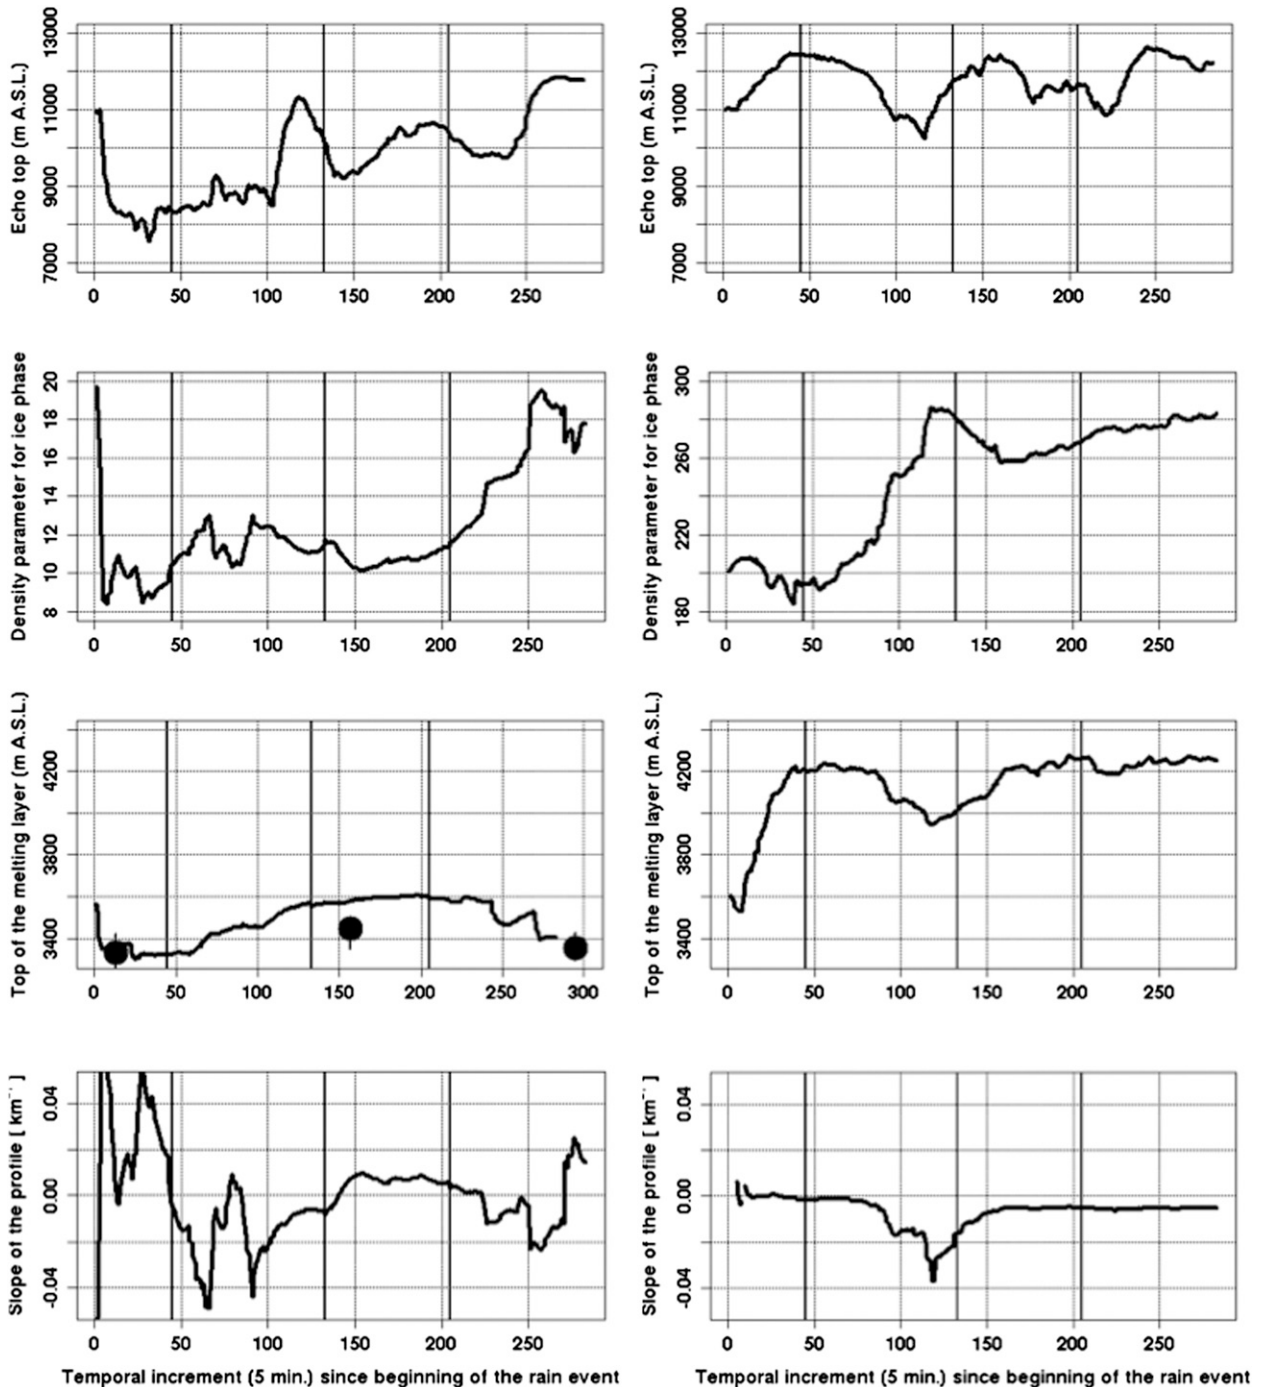 Echo top (m A.S.L.)
13000
11000
9000
7000
0 50 100 150 200 250
Echo top (m A.S.L.)
13000
11000
9000
7000
0 50 100 150 200 250
Density parameter for ice phase
20
18
16
14
12
10
8
0 50 100 150 200 250
Density parameter for ice phase
300
260
220
180
0 50 100 150 200 250
Top of the melting layer (m A.S.L.)
4200
3800
3400
0 50 100 150 200 250 300
Top of the melting layer (m A.S.L.)
4200
3800
3400
0 50 100 150 200 250
Slope of the profile [ km⁻¹ ]
0.04
0.00
-0.04
0 50 100 150 200 250
Temporal increment (5 min.) since beginning of the rain event
Slope of the profile [ km⁻¹ ]
0.04
0.00
-0.04
0 50 100 150 200 250
Temporal increment (5 min.) since beginning of the rain event